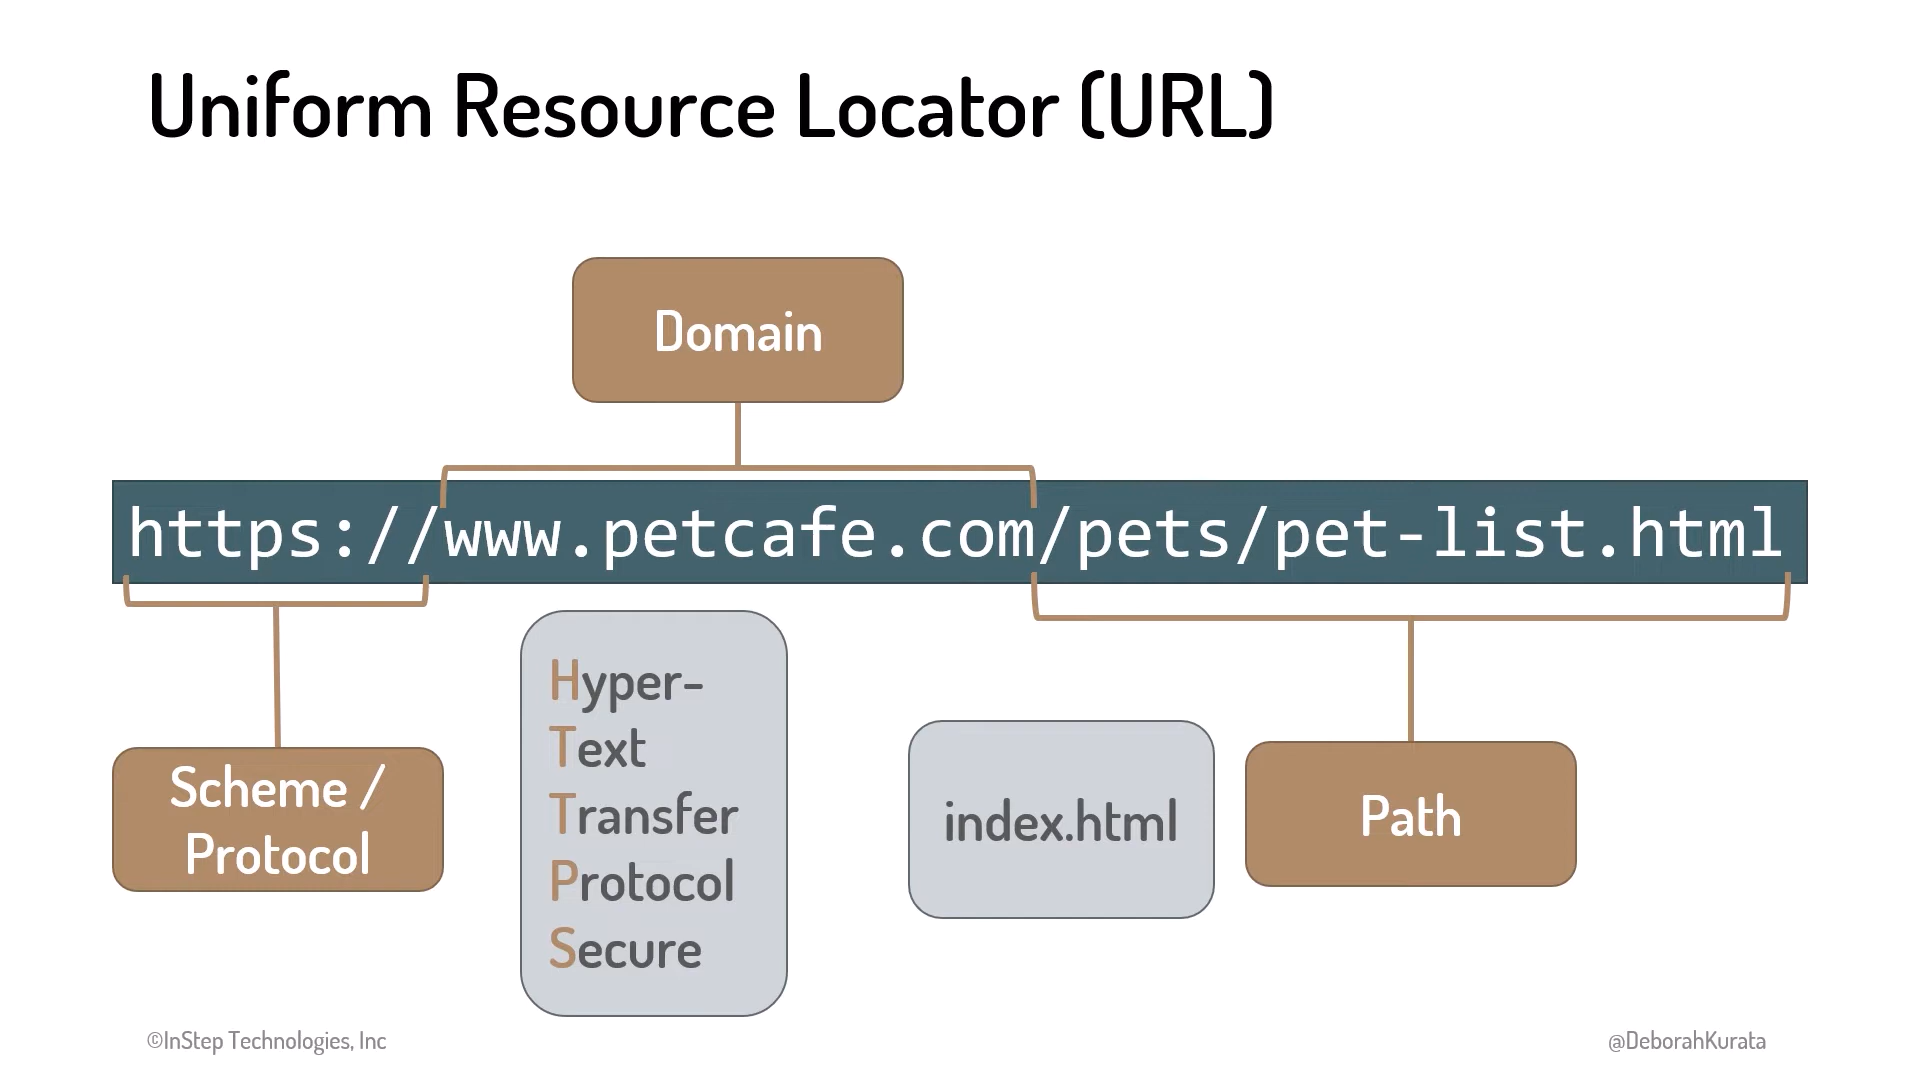 Uniform Resource Locator (URL)
Domain
https://www.petcafe.com/pets/pet-list.html
Scheme /
Protocol
Hyper-
Text
Transfer
Protocol
Secure
index.html
Path
©InStep Technologies, Inc
@DeborahKurata